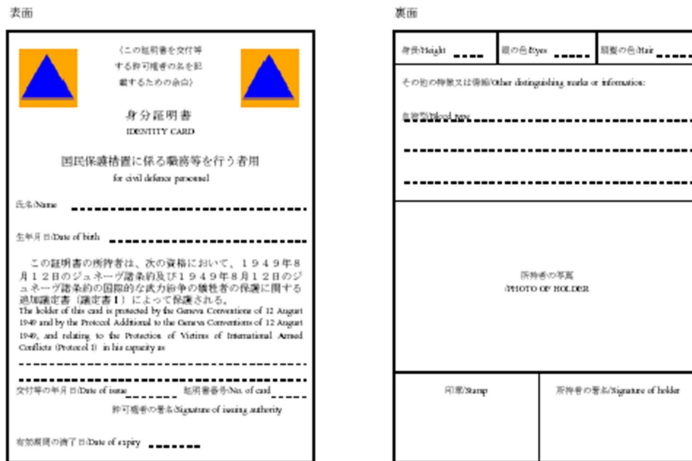 表面
(この証明書を交付等
する許可権者の名を記
載するための余白)
身分証明書
IDENTITY CARD
国民保護措置に係る職務等を行う者用
for civil defence personnel
氏名/Name
生年月日/Date of birth
この証明書の所持者は、次の資格において、1949年8
月12日のジュネーヴ諸条約及び1949年8月12日のジ
ュネーヴ諸条約の国際的な武力紛争の犠牲者の保護に関する
追加議定書(議定書Ⅰ)によって保護される。
The holder of this card is protected by the Geneva Conventions of 12 August
1949 and by the Protocol Additional to the Geneva Conventions of 12 August
1949, and relating to the Protection of Victims of International Armed
Conflicts (Protocol I) in his capacity as
交付等の年月日/Date of issue 証明書番号/No. of card
許可権者の署名/Signature of issuing authority
有効期間の満了日/Date of expiry
裏面
身長/Height 眼の色/Eyes 頭髪の色/Hair
その他の特徴又は情報/Other distinguishing marks or information:
血液型/Blood type
所持者の写真
/PHOTO OF HOLDER
印章/Stamp 所持者の署名/Signature of holder